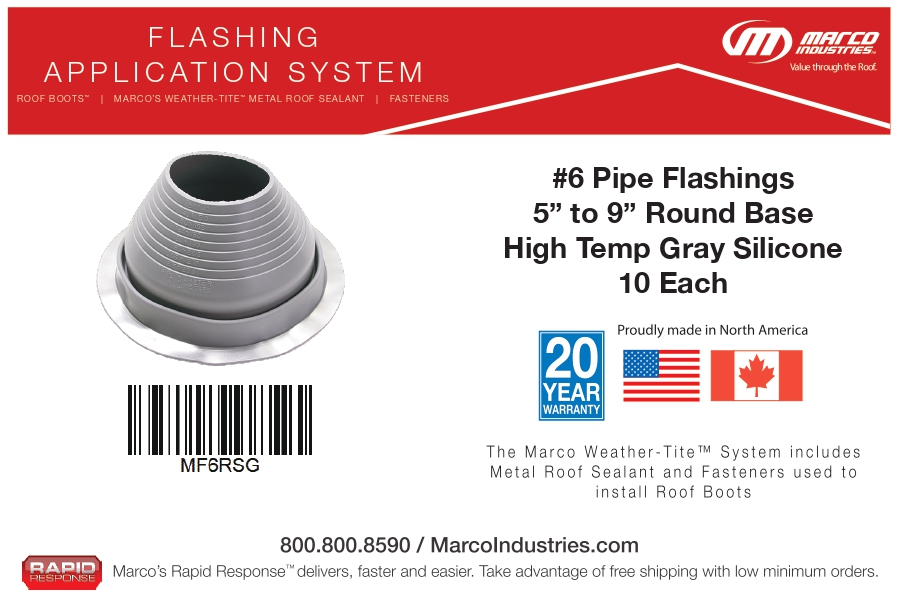 FLASHING
APPLICATION SYSTEM
ROOF BOOTS™ | MARCO'S WEATHER-TITE™ METAL ROOF SEALANT | FASTENERS
MARCO
INDUSTRIES™
Value through the Roof.
#6 Pipe Flashings
5” to 9” Round Base
High Temp Gray Silicone
10 Each
Proudly made in North America
20
YEAR
WARRANTY
MF6RSG
The Marco Weather-Tite™ System includes
Metal Roof Sealant and Fasteners used to
install Roof Boots
800.800.8590 / MarcoIndustries.com
RAPID
RESPONSE
Marco's Rapid Response™ delivers, faster and easier. Take advantage of free shipping with low minimum orders.